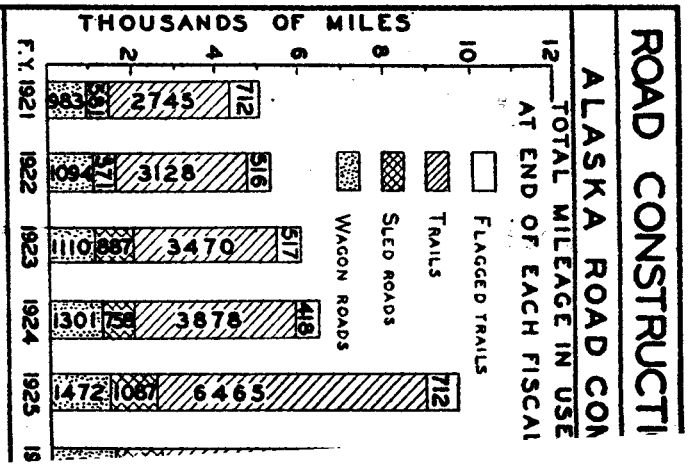 ROAD CONSTRUCTI
ALASKA ROAD COM
TOTAL MILEAGE IN USE
AT END OF EACH FISCAL
THOUSANDS OF MILES
2
4
6
8
10
12
FLAGGED TRAILS
TRAILS
SLED ROADS
WAGON ROADS
F.Y. 1921
983
2745
712
1922
1094
3128
516
1923
1110
887
3470
517
1924
1301
758
3878
418
1925
1472
1087
6465
712